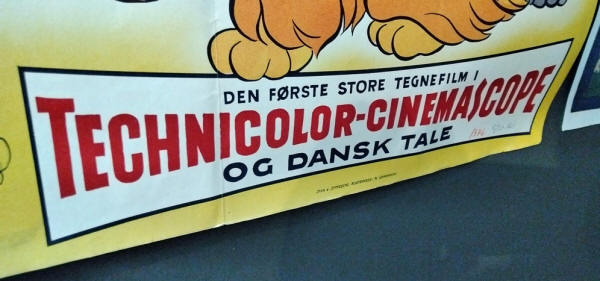 DEN FØRSTE STORE TEGNEFILM I
TECHNICOLOR-CINEMASCOPE
OG DANSK TALE